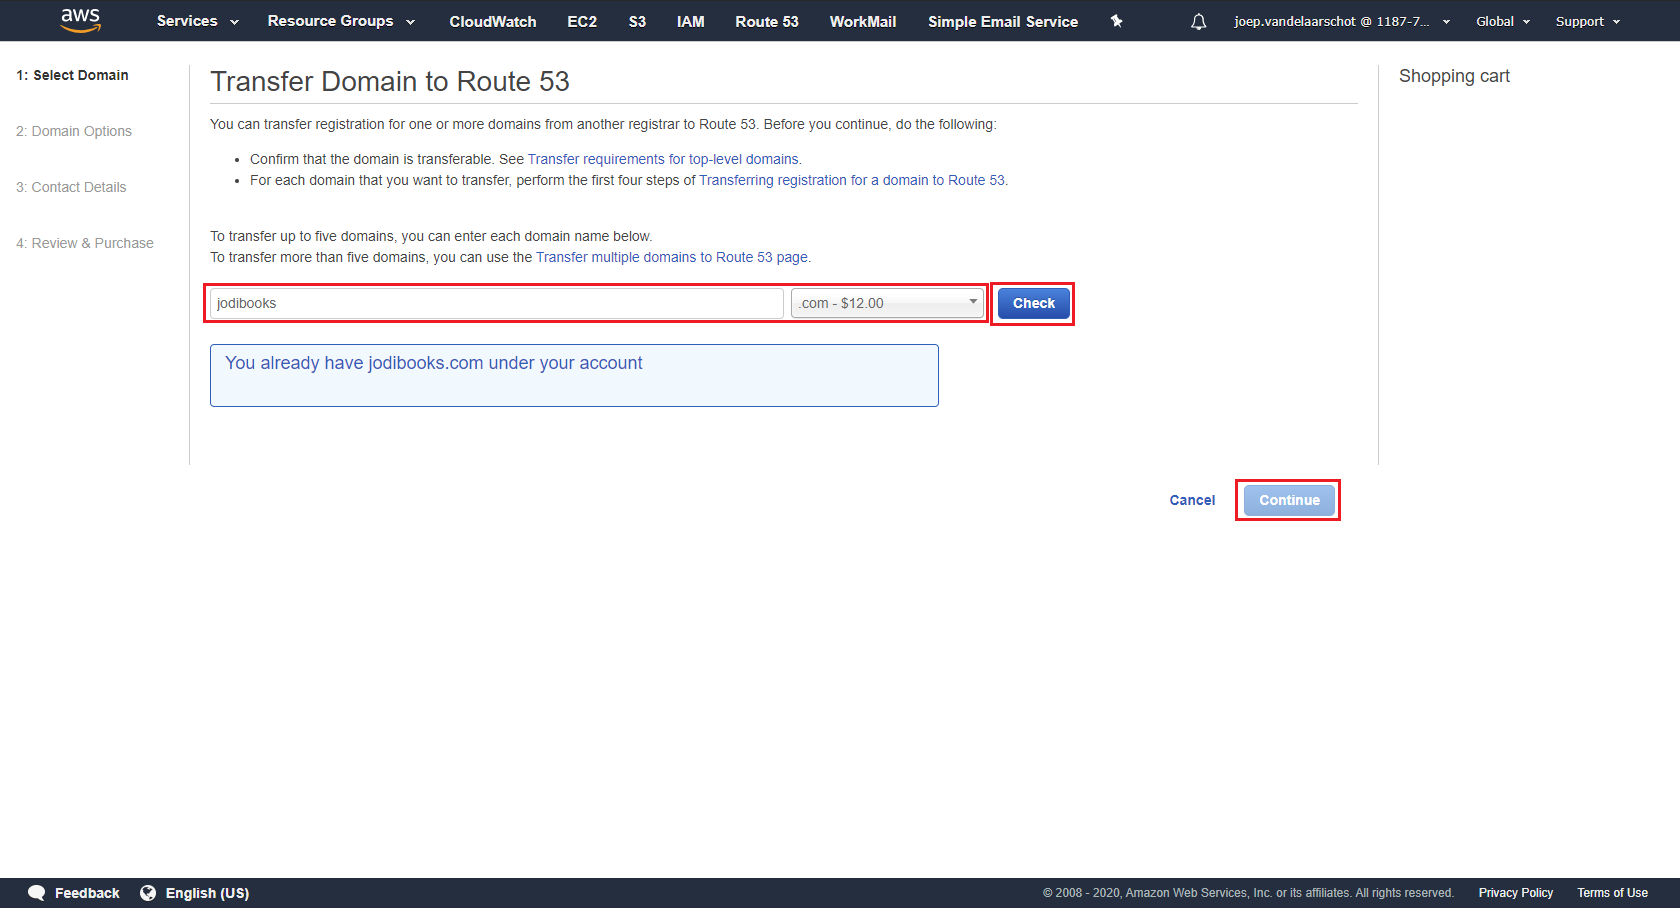 aws Services Resource Groups CloudWatch EC2 S3 IAM Route 53 WorkMail Simple Email Service joep.vandelaarschot @ 1187-7... Global Support
1: Select Domain
2: Domain Options
3: Contact Details
4: Review & Purchase
Transfer Domain to Route 53
You can transfer registration for one or more domains from another registrar to Route 53. Before you continue, do the following:
• Confirm that the domain is transferable. See Transfer requirements for top-level domains.
• For each domain that you want to transfer, perform the first four steps of Transferring registration for a domain to Route 53.
To transfer up to five domains, you can enter each domain name below.
To transfer more than five domains, you can use the Transfer multiple domains to Route 53 page.
jodibooks .com - $12.00 Check
You already have jodibooks.com under your account
Cancel Continue
Shopping cart
Feedback English (US) © 2008 - 2020, Amazon Web Services, Inc. or its affiliates. All rights reserved. Privacy Policy Terms of Use